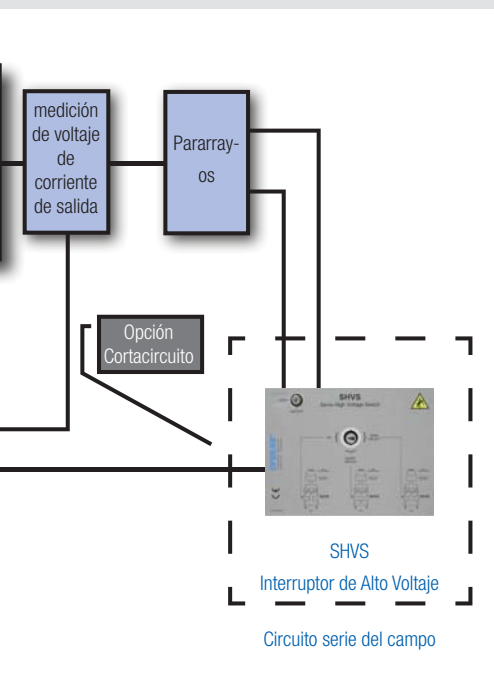 medición
de voltaje
de
corriente
de salida
Pararray-
os
Opción
Cortacircuito
SHVS
SHVS
Interruptor de Alto Voltaje
Circuito serie del campo